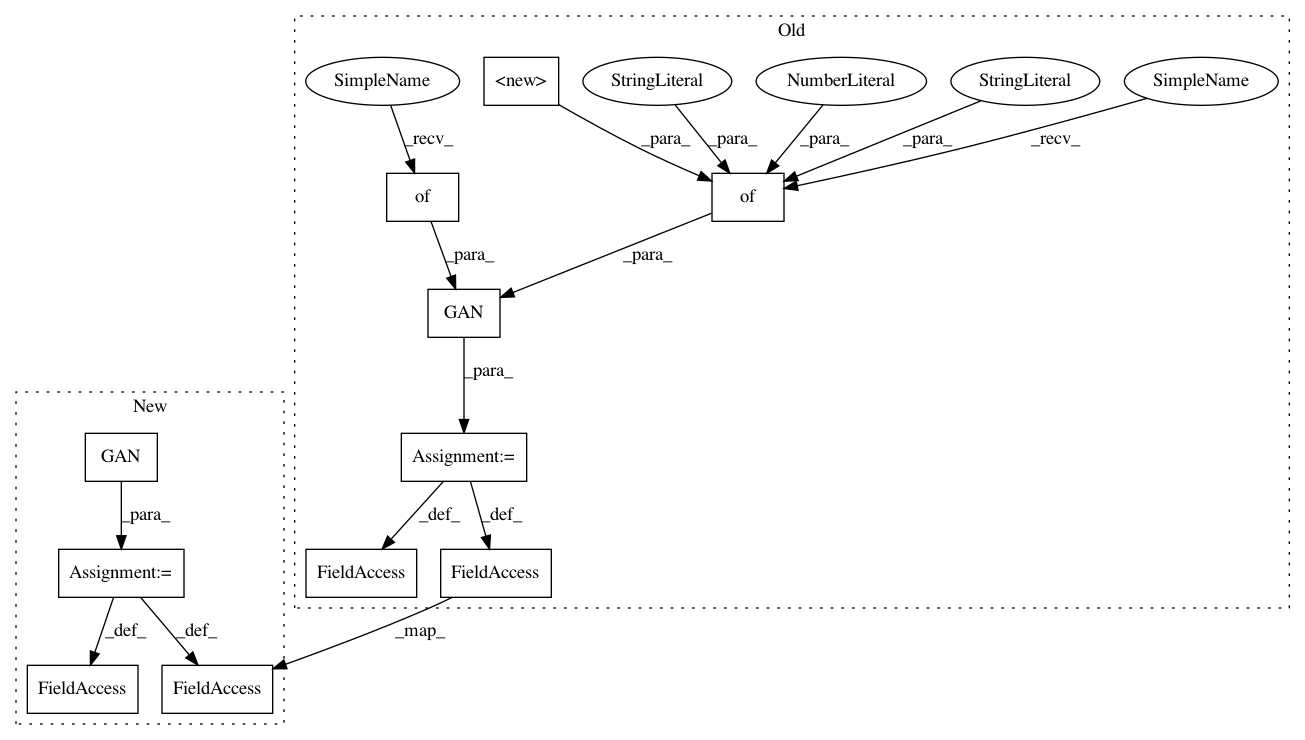 Old
SimpleName
<new>
StringLiteral
NumberLiteral
StringLiteral
SimpleName
_recv_
_para_
_para_
_para_
_para_
_recv_
of
of
_para_
_para_
GAN
_para_
New
GAN
Assignment:=
_para_
_def_
_def_
Assignment:=
FieldAccess
FieldAccess
_def_
_def_
_map_
FieldAccess
FieldAccess